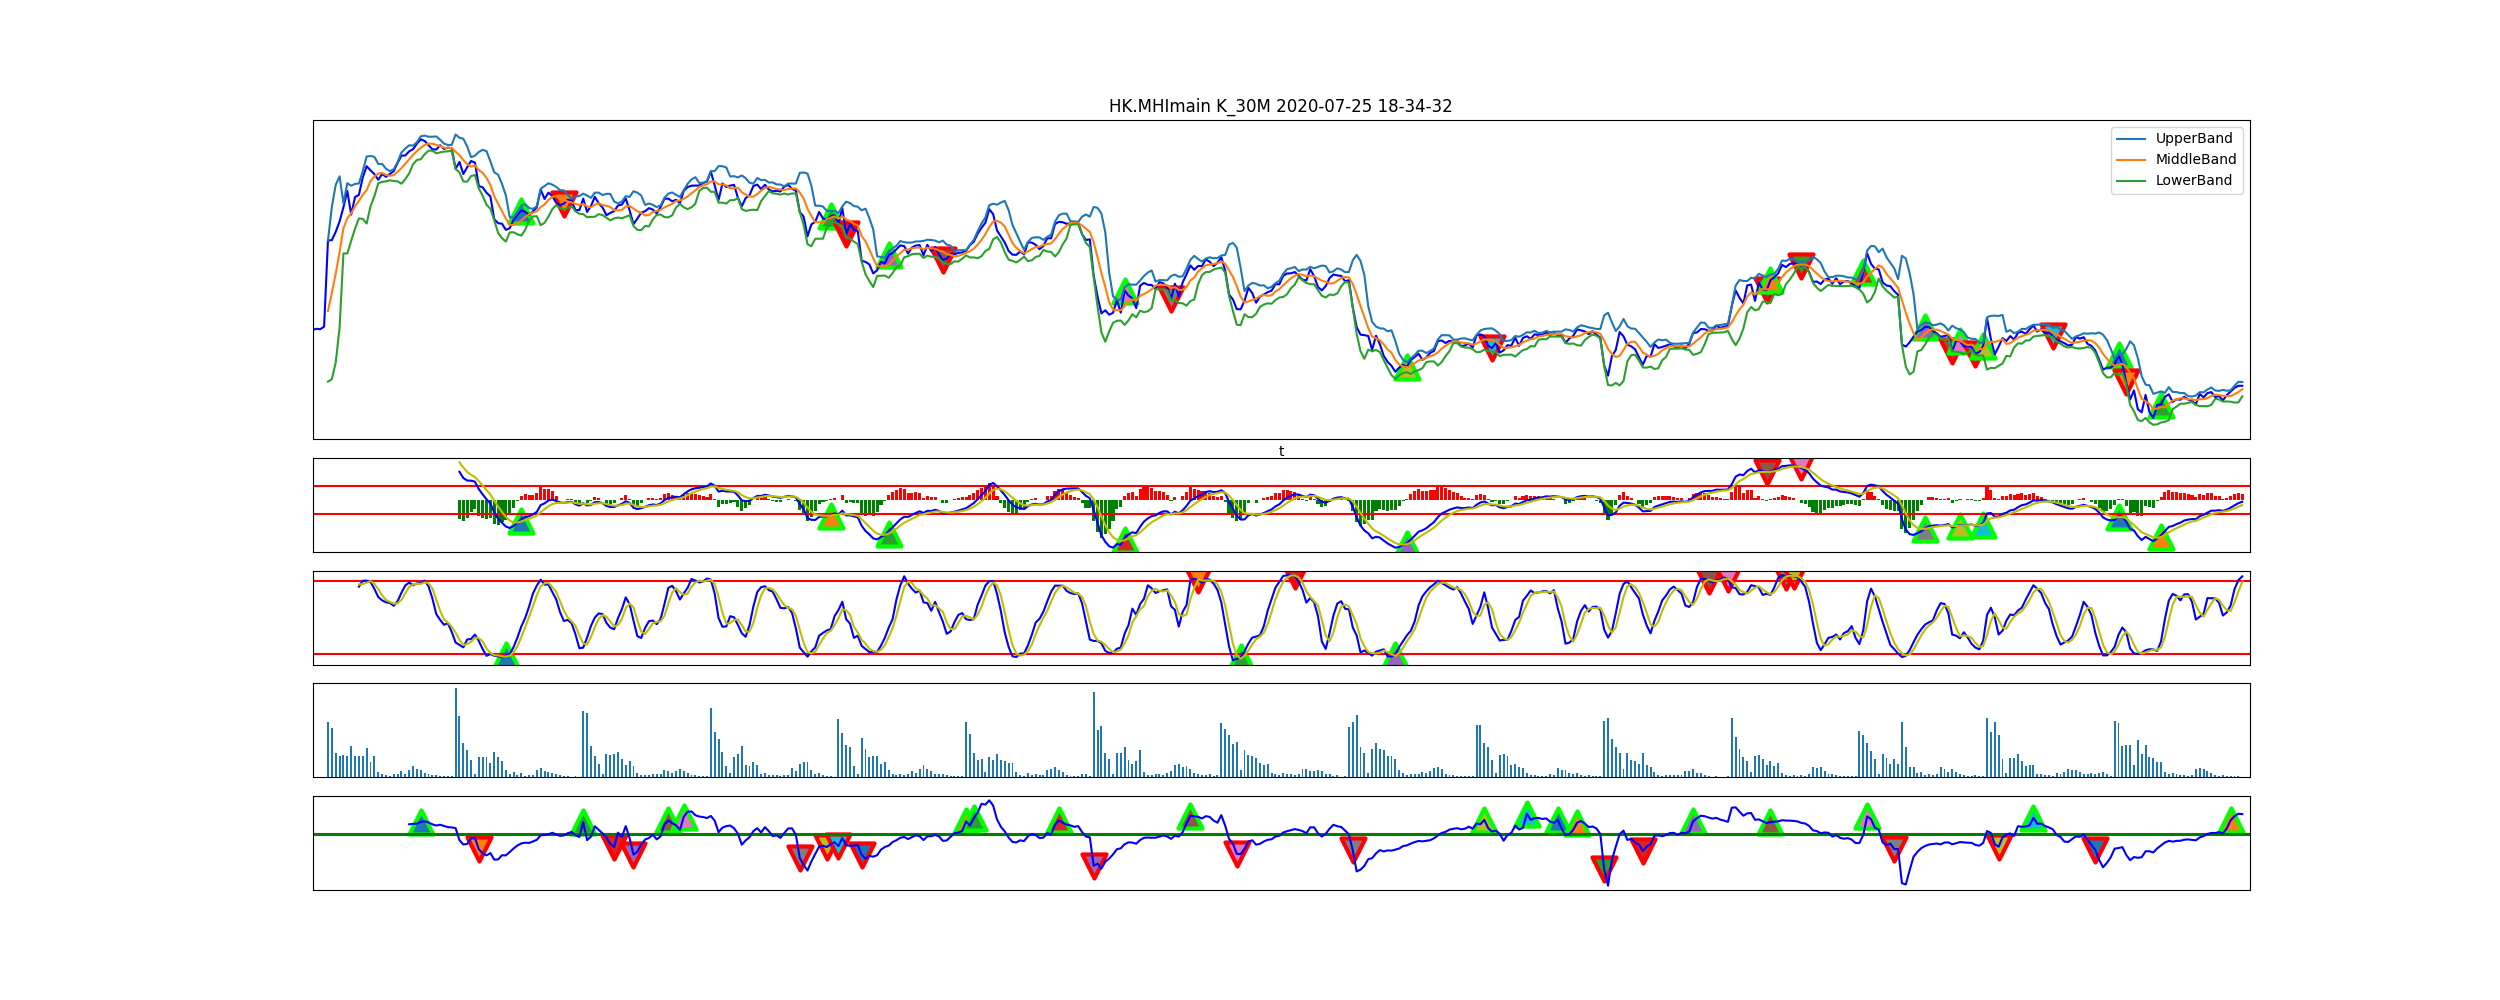 HK.MHImain K_30M 2020-07-25 18-34-32
UpperBand
MiddleBand
LowerBand
t